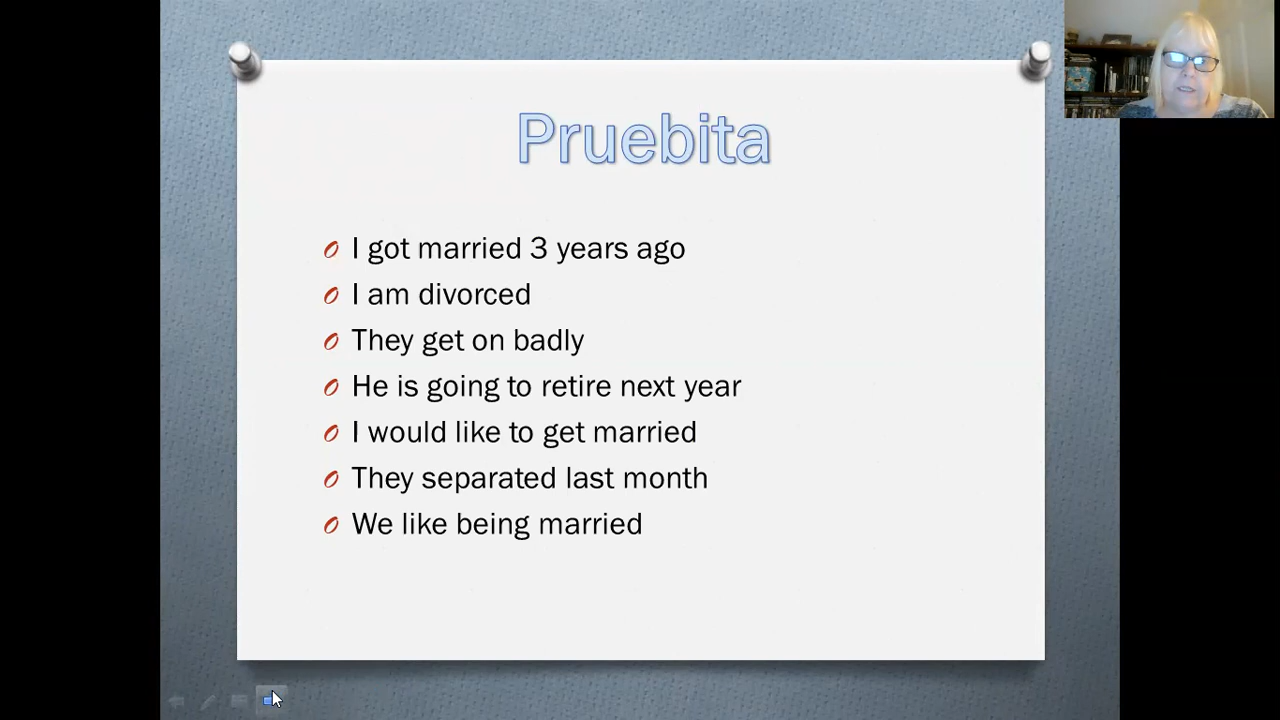 Pruebita
I got married 3 years ago
I am divorced
They get on badly
He is going to retire next year
I would like to get married
They separated last month
We like being married